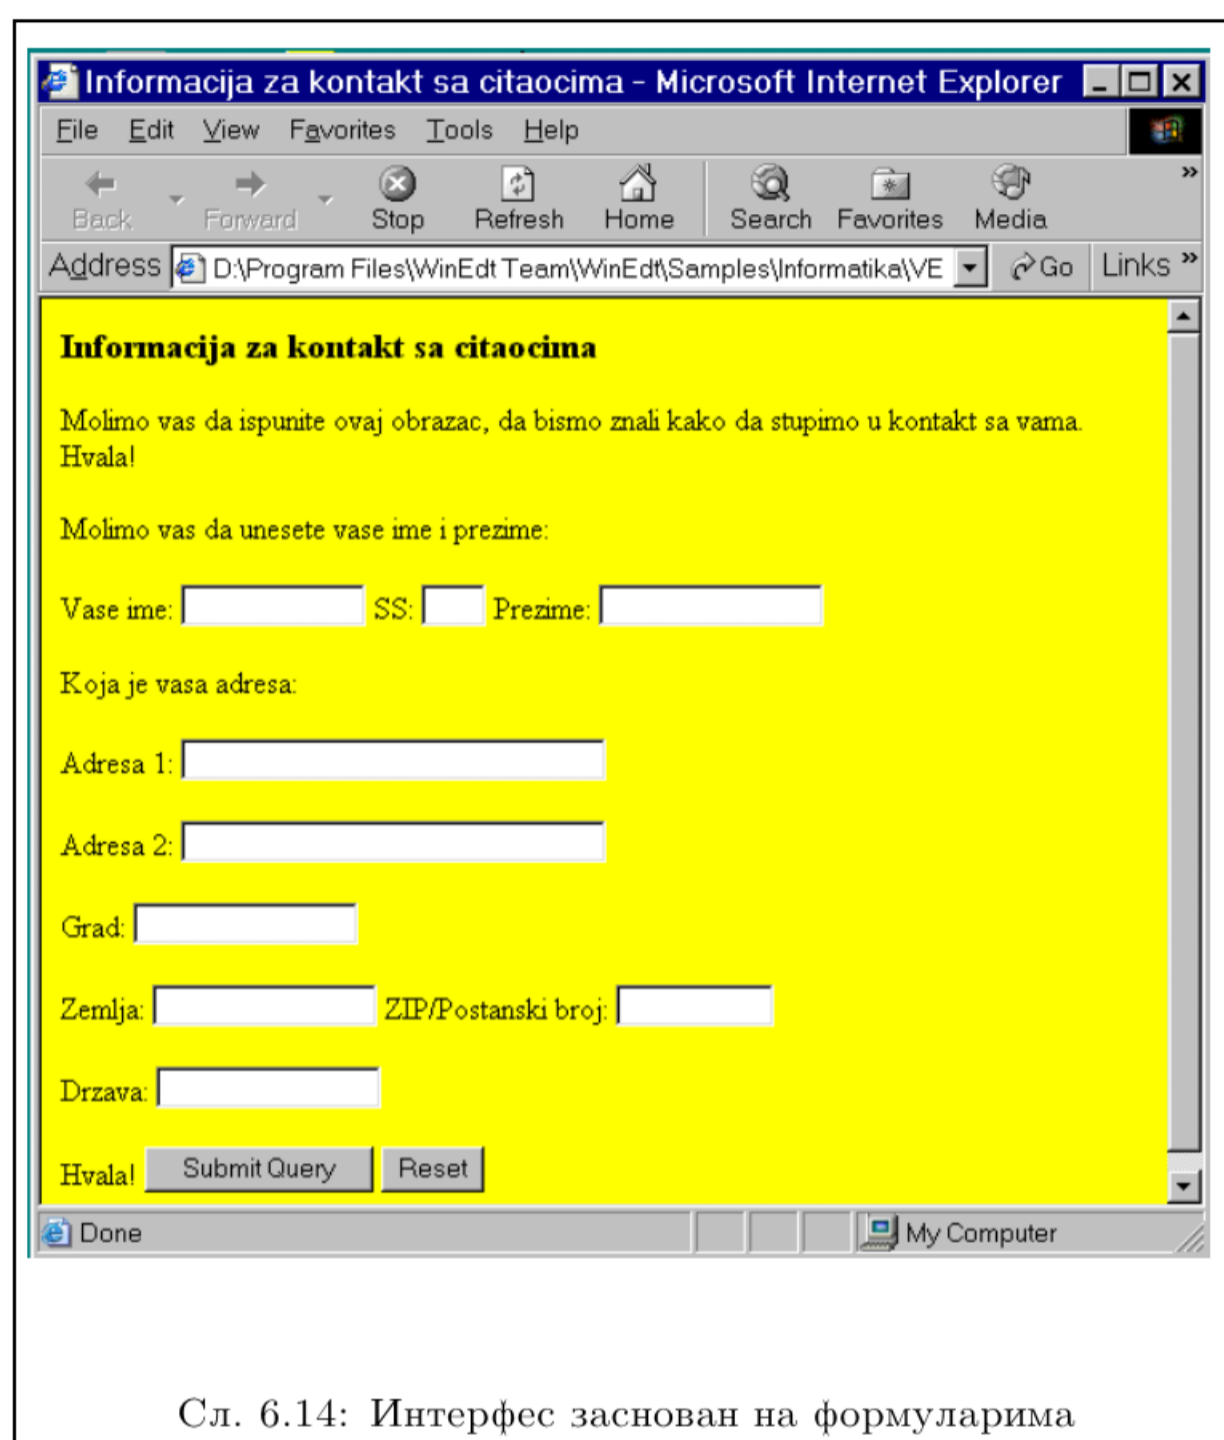 Informacija za kontakt sa citaocima - Microsoft Internet Explorer
File Edit View Favorites Tools Help
Back Forward Stop Refresh Home Search Favorites Media »
Address D:\Program Files\WinEdt Team\WinEdt\Samples\Informatika\VE Go Links »
Informacija za kontakt sa citaocima
Molimo vas da ispunite ovaj obrazac, da bismo znali kako da stupimo u kontakt sa vama.
Hvala!
Molimo vas da unesete vase ime i prezime:
Vase ime: SS: Prezime:
Koja je vasa adresa:
Adresa 1:
Adresa 2:
Grad:
Zemlja: ZIP/Postanski broj:
Drzava:
Hvala! Submit Query Reset
Done My Computer
Сл. 6.14: Интерфес заснован на формуларима